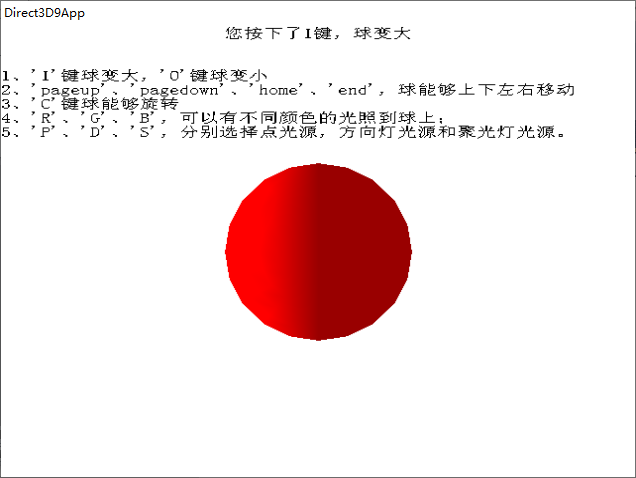 Direct3D9App
您按下了I键，球变大
1、'I'键球变大，'O'键球变小
2、'pageup'、'pagedown'、'home'、'end'，球能够上下左右移动
3、'C'键球能够旋转
4、'R'、'G'、'B'，可以有不同颜色的光照到球上；
5、'P'、'D'、'S'，分别选择点光源，方向灯光源和聚光灯光源。